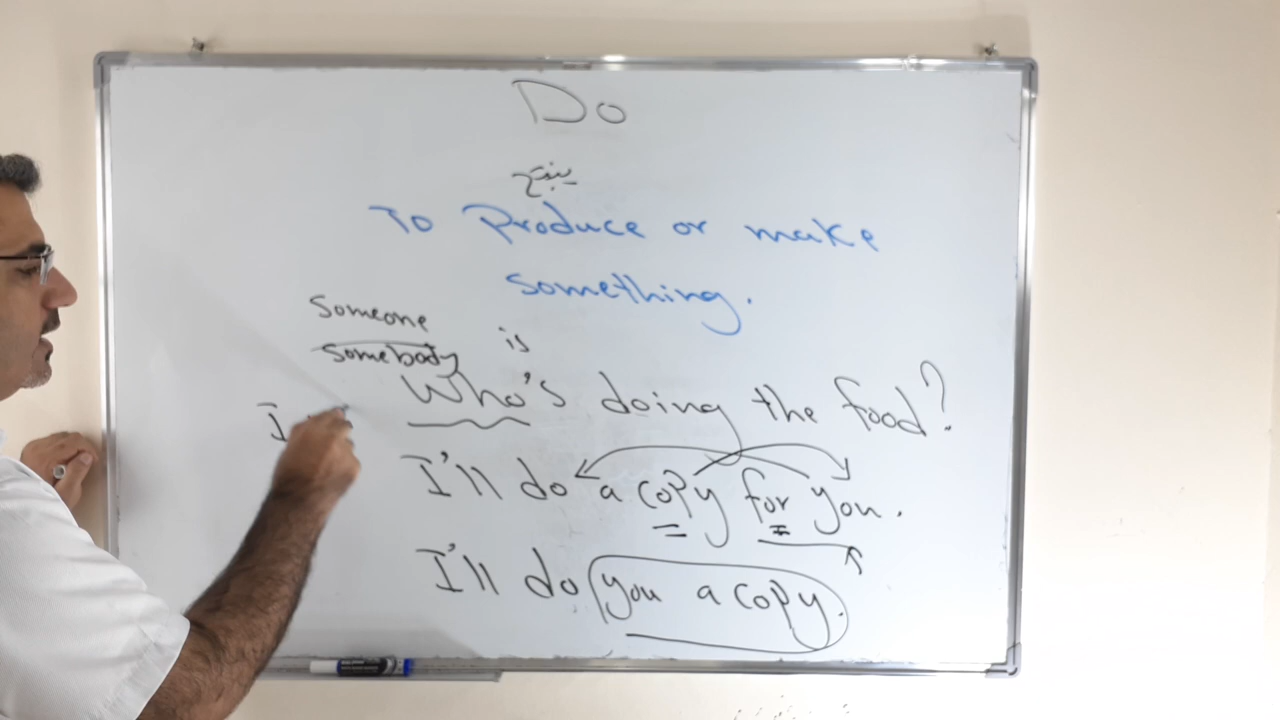 Do
ينتج
To Produce or make
something.
someone
somebody
is
Who's doing the food?
I
I'll do a copy for you.
I'll do you a copy.